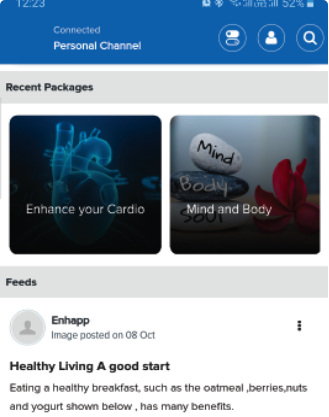 12:23
52%
Connected
Personal Channel
Recent Packages
Mind
Body
Soul
Enhance your Cardio
Mind and Body
Feeds
Enhapp
Image posted on 08 Oct
Healthy Living A good start
Eating a healthy breakfast, such as the oatmeal ,berries,nuts
and yogurt shown below , has many benefits.